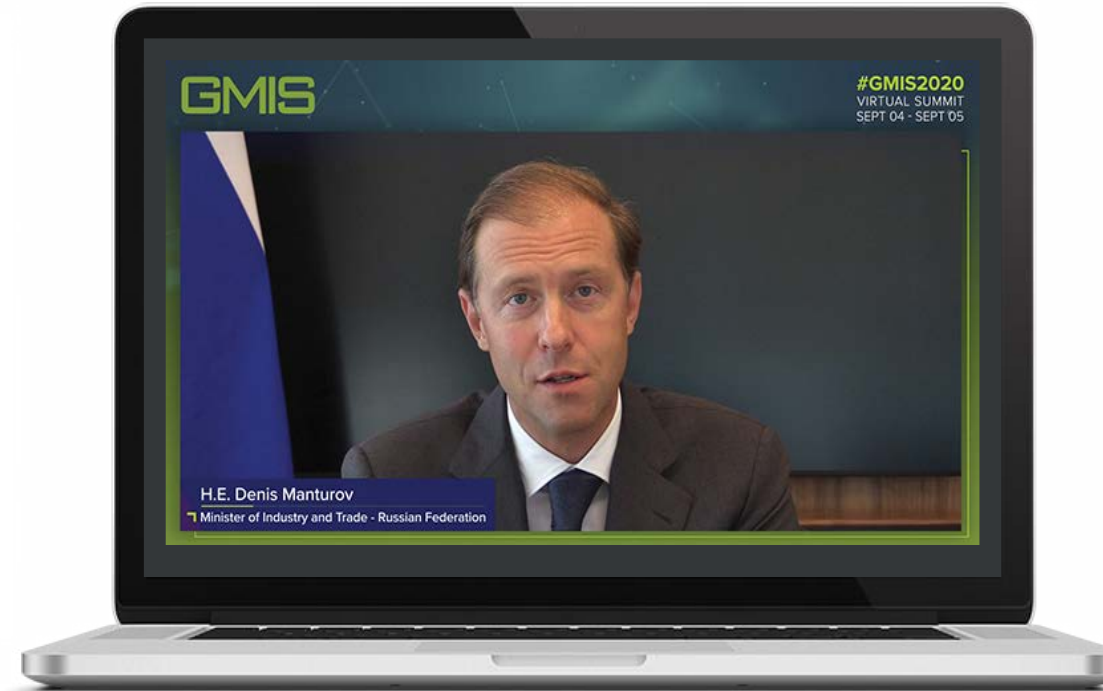 GMIS
#GMIS2020
VIRTUAL SUMMIT
SEPT 04 - SEPT 05
H.E. Denis Manturov
Minister of Industry and Trade - Russian Federation